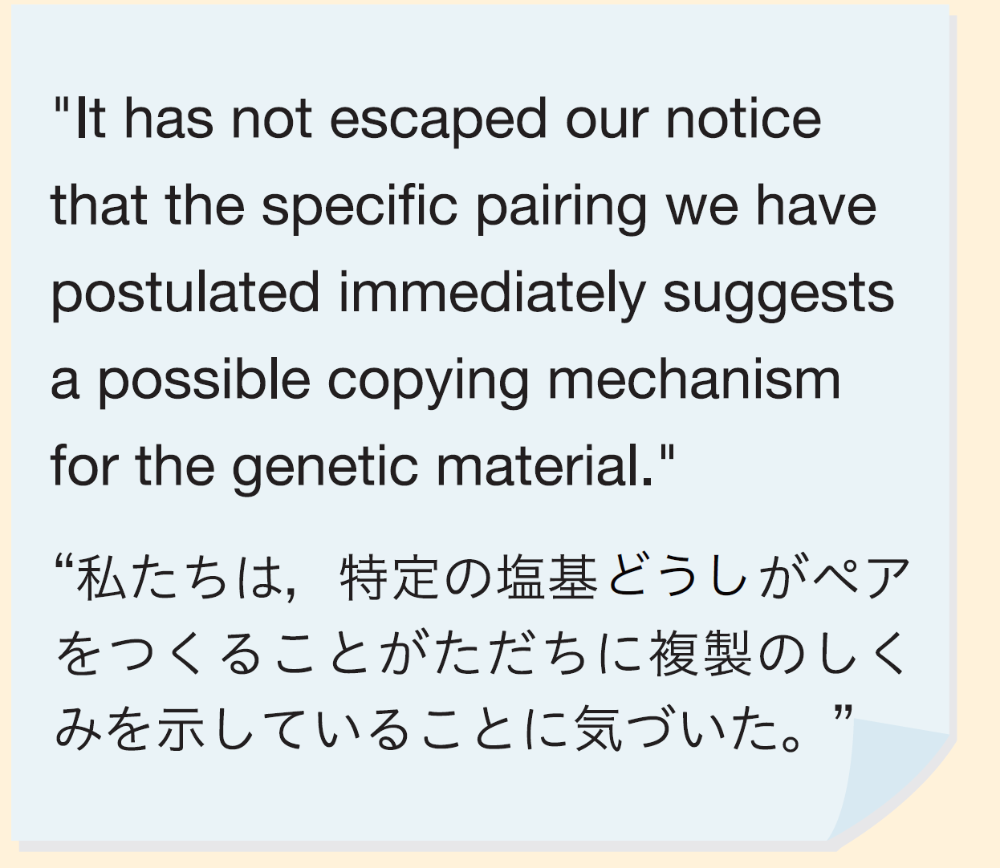 "It has not escaped our notice
that the specific pairing we have
postulated immediately suggests
a possible copying mechanism
for the genetic material."
“私たちは，特定の塩基どうしがペア
をつくることがただちに複製のしく
みを示していることに気づいた。”